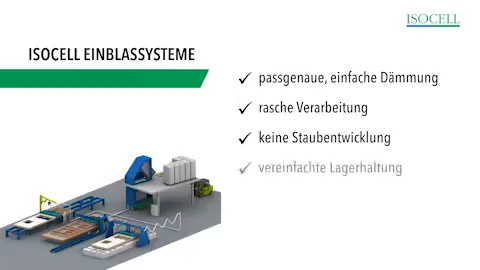 ISOCELL
ISOCELL EINBLASSYSTEME
passgenaue, einfache Dämmung
rasche Verarbeitung
keine Staubentwicklung
vereinfachte Lagerhaltung